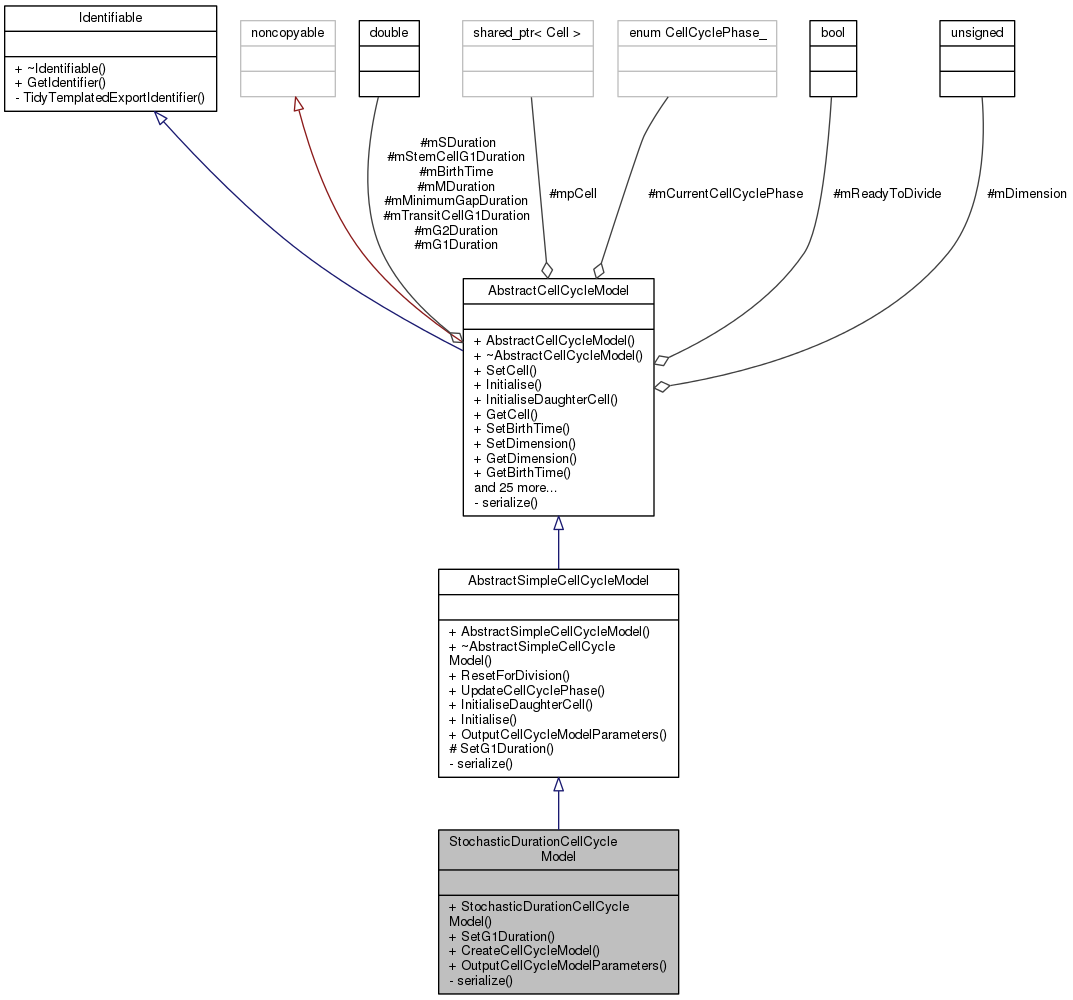 Identifiable
+ ~Identifiable()
+ GetIdentifier()
- TidyTemplatedExportIdentifier()
noncopyable
double
shared_ptr< Cell >
enum CellCyclePhase_
bool
unsigned
#mSDuration
#mStemCellG1Duration
#mBirthTime
#mMDuration
#mMinimumGapDuration
#mTransitCellG1Duration
#mG2Duration
#mG1Duration
#mpCell
#mCurrentCellCyclePhase
#mReadyToDivide
#mDimension
AbstractCellCycleModel
+ AbstractCellCycleModel()
+ ~AbstractCellCycleModel()
+ SetCell()
+ Initialise()
+ InitialiseDaughterCell()
+ GetCell()
+ SetBirthTime()
+ SetDimension()
+ GetDimension()
+ GetBirthTime()
and 25 more...
- serialize()
AbstractSimpleCellCycleModel
+ AbstractSimpleCellCycleModel()
+ ~AbstractSimpleCellCycle
Model()
+ ResetForDivision()
+ UpdateCellCyclePhase()
+ InitialiseDaughterCell()
+ Initialise()
+ OutputCellCycleModelParameters()
# SetG1Duration()
- serialize()
StochasticDurationCellCycle
Model
+ StochasticDurationCellCycle
Model()
+ SetG1Duration()
+ CreateCellCycleModel()
+ OutputCellCycleModelParameters()
- serialize()